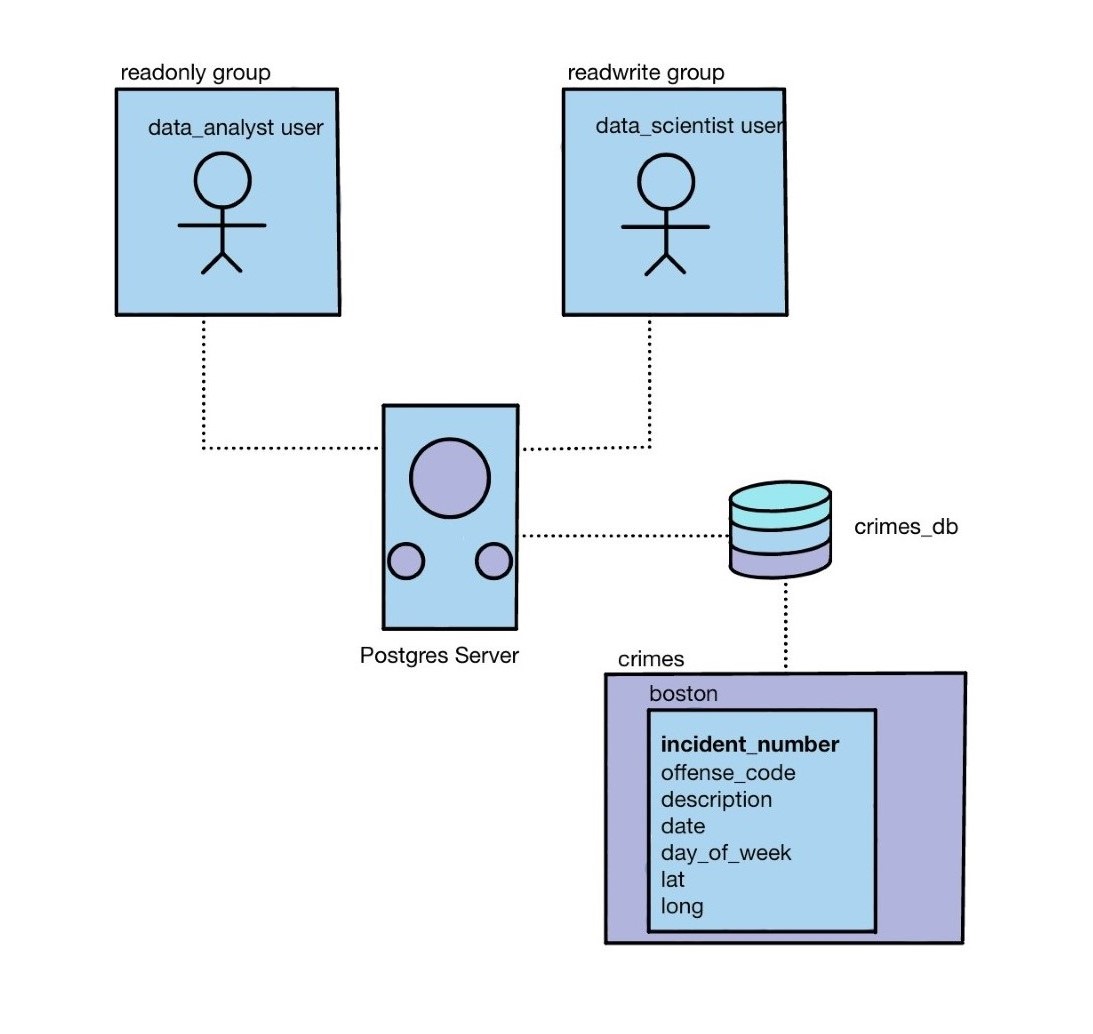 readonly group
data_analyst user
readwrite group
data_scientist user
Postgres Server
crimes_db
crimes
boston
incident_number
offense_code
description
date
day_of_week
lat
long